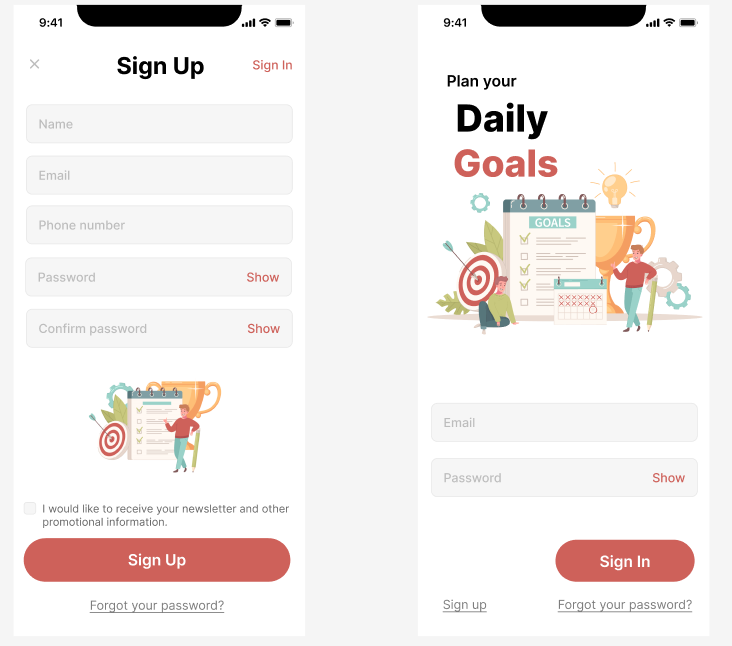 9:41
Sign Up
Sign In
Name
Email
Phone number
Password
Show
Confirm password
Show
I would like to receive your newsletter and other
promotional information.
Sign Up
Forgot your password?
9:41
Plan your
Daily
Goals
GOALS
Email
Password
Show
Sign In
Sign up
Forgot your password?